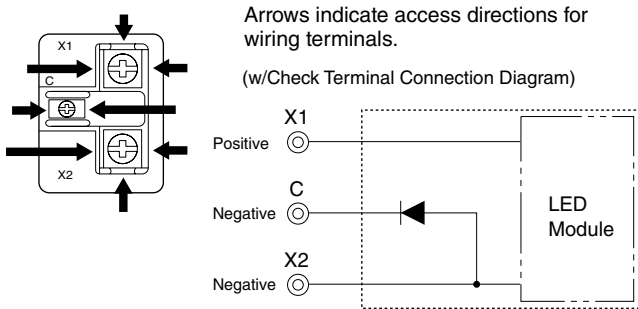 Arrows indicate access directions for
wiring terminals.
(w/Check Terminal Connection Diagram)
X1
C
X2
X1
Positive
C
Negative
X2
Negative
LED
Module